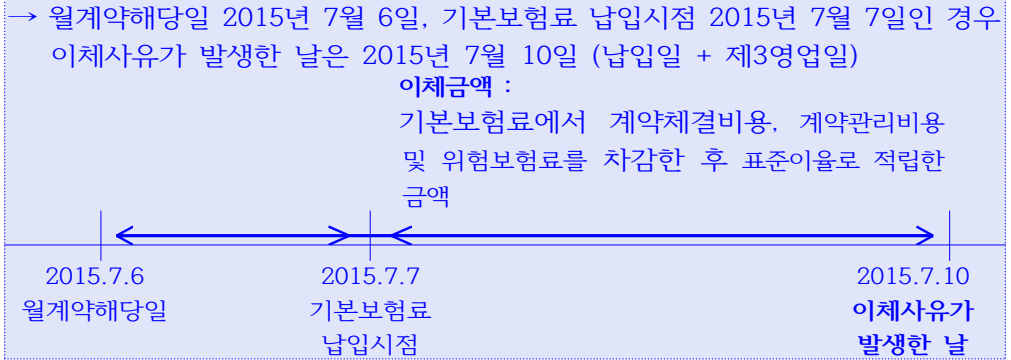 → 월계약해당일 2015년 7월 6일, 기본보험료 납입시점 2015년 7월 7일인 경우
이체사유가 발생한 날은 2015년 7월 10일 (납입일 + 제3영업일)
이체금액 :
기본보험료에서 계약체결비용, 계약관리비용
및 위험보험료를 차감한 후 표준이율로 적립한
금액
2015.7.6 2015.7.7 2015.7.10
월계약해당일 기본보험료 이체사유가
납입시점 발생한 날